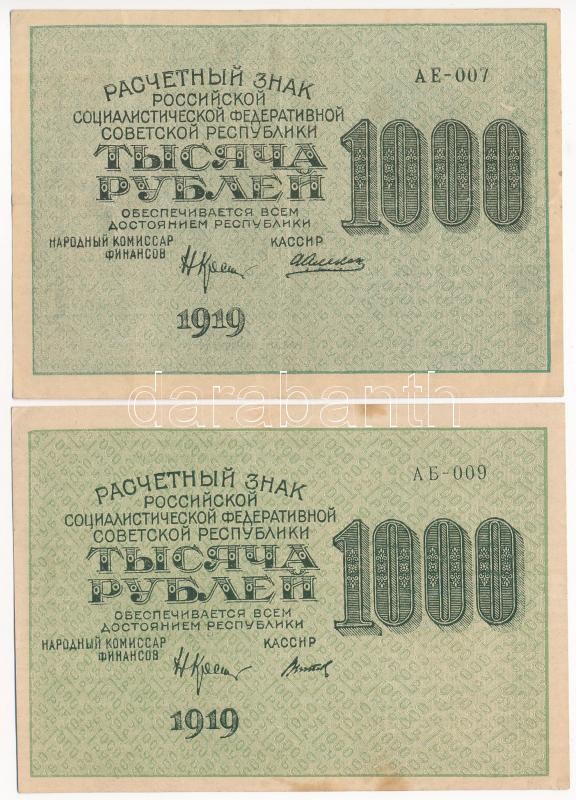 АЕ-007
РАСЧЕТНЫЙ ЗНАК
РОССИЙСКОЙ
СОЦИАЛИСТИЧЕСКОЙ ФЕДЕРАТИВНОЙ
СОВЕТСКОЙ РЕСПУБЛИКИ
ТЫСЯЧА
РУБЛЕЙ
1000
ОБЕСПЕЧИВАЕТСЯ ВСЕМ
ДОСТОЯНИЕМ РЕСПУБЛИКИ
НАРОДНЫЙ КОМИССАР КАССИР
ФИНАНСОВ
1919
darabanth
АБ-009
РАСЧЕТНЫЙ ЗНАК
РОССИЙСКОЙ
СОЦИАЛИСТИЧЕСКОЙ ФЕДЕРАТИВНОЙ
СОВЕТСКОЙ РЕСПУБЛИКИ
ТЫСЯЧА
РУБЛЕЙ
1000
ОБЕСПЕЧИВАЕТСЯ ВСЕМ
ДОСТОЯНИЕМ РЕСПУБЛИКИ
НАРОДНЫЙ КОМИССАР КАССИР
ФИНАНСОВ
1919